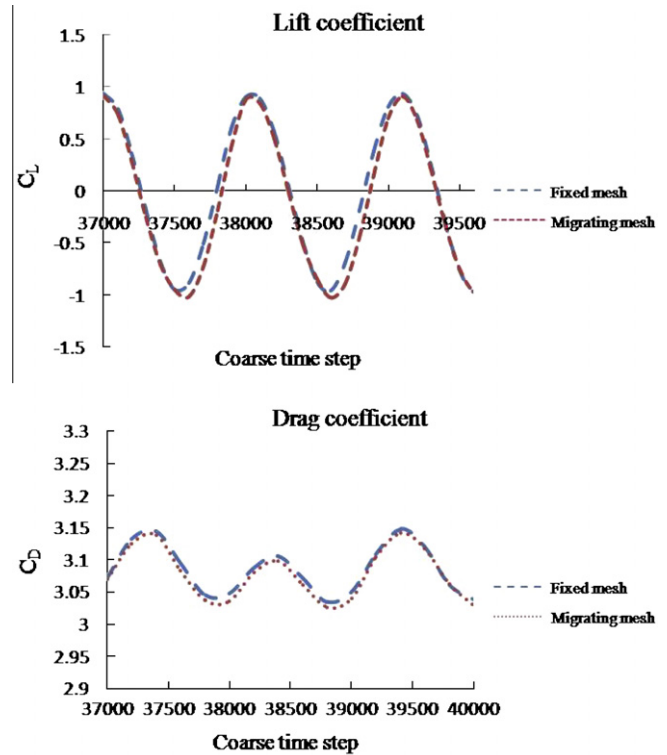 Lift coefficient
1.5
1
0.5
0
-0.5
-1
-1.5
C_L
37000 37500 38000 38500 39000 39500
Fixed mesh
Migrating mesh
Coarse time step
Drag coefficient
3.3
3.25
3.2
3.15
3.1
3.05
3
2.95
2.9
C_D
37000 37500 38000 38500 39000 39500 40000
Fixed mesh
Migrating mesh
Coarse time step